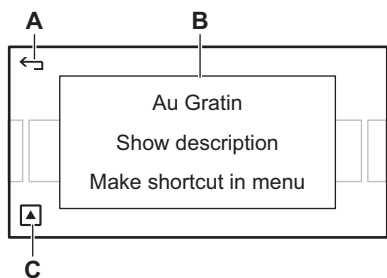 A
B
Au Gratin
Show description
Make shortcut in menu
C